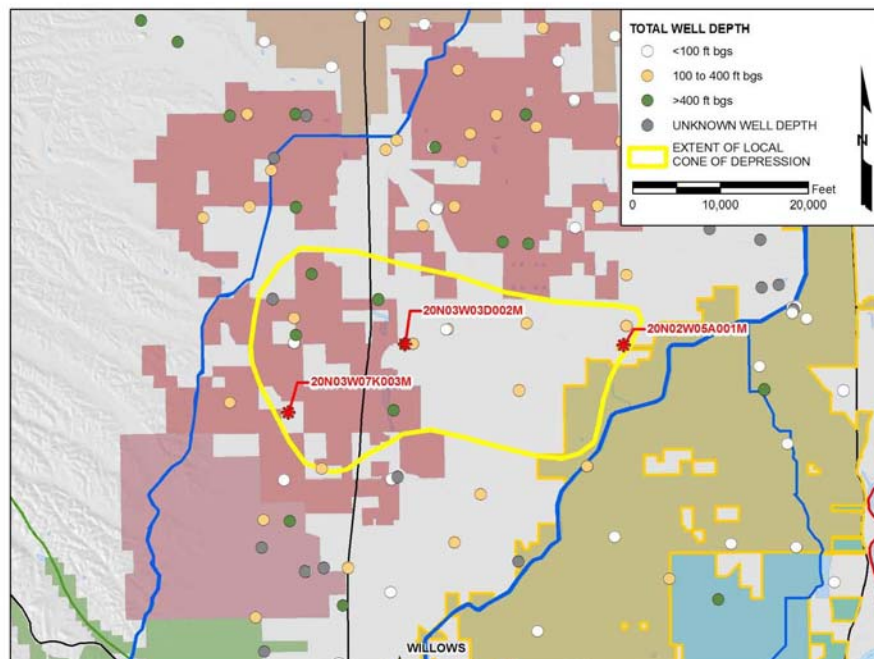 TOTAL WELL DEPTH
<100 ft bgs
100 to 400 ft bgs
>400 ft bgs
UNKNOWN WELL DEPTH
EXTENT OF LOCAL
CONE OF DEPRESSION
N
Feet
0 10,000 20,000
20N03W03D002M
20N02W05A001M
20N03W07K003M
WILLOWS